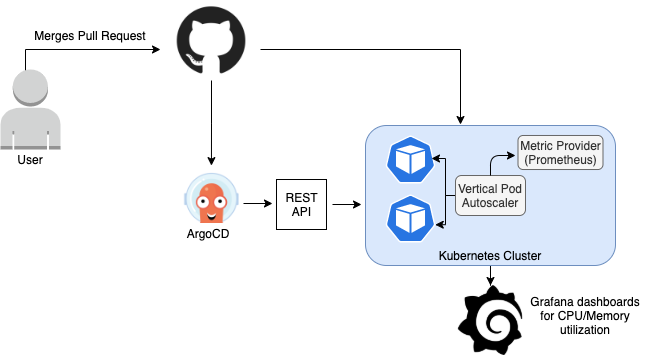 Merges Pull Request
User
ArgoCD
REST
API
Metric Provider
(Prometheus)
Vertical Pod
Autoscaler
Kubernetes Cluster
Grafana dashboards
for CPU/Memory
utilization